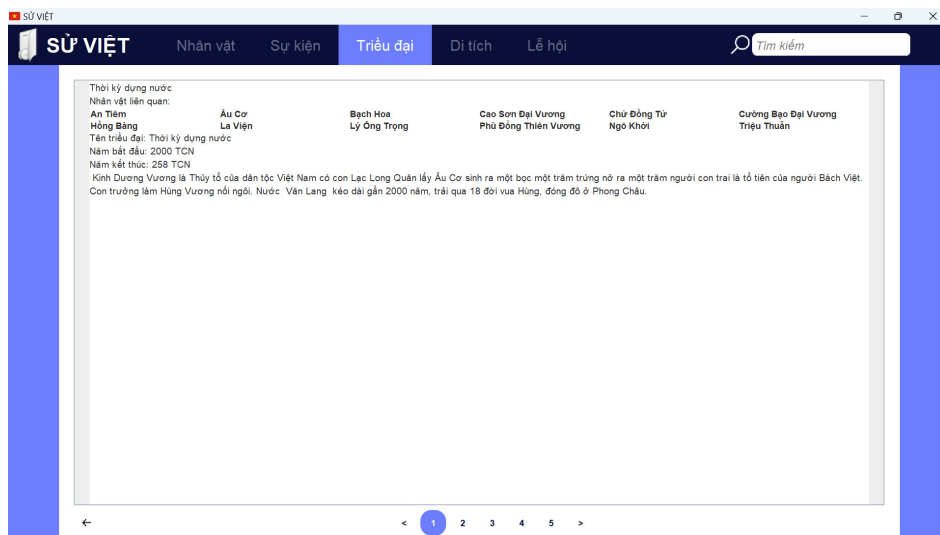 SỬ VIỆT
SỬ VIỆT Nhân vật Sự kiện Triều đại Di tích Lễ hội Tìm kiếm
Thời kỳ dựng nước
Nhân vật liên quan:
An Tiêm Âu Cơ Bạch Hoa Cao Sơn Đại Vương Chử Đồng Tử Cường Bạo Đại Vương
Hồng Bàng La Viện Lý Ông Trọng Phù Đổng Thiên Vương Ngô Khởi Triệu Thuấn
Tên triều đại: Thời kỳ dựng nước
Năm bắt đầu: 2000 TCN
Năm kết thúc: 258 TCN
Kinh Dương Vương là Thủy tổ của dân tộc Việt Nam có con Lạc Long Quân lấy Âu Cơ sinh ra một bọc một trăm trứng nở ra một trăm người con trai là tổ tiên của người Bách Việt.
Con trưởng làm Hùng Vương nối ngôi. Nước Văn Lang kéo dài gần 2000 năm, trải qua 18 đời vua Hùng, đóng đô ở Phong Châu.
< 1 2 3 4 5 >